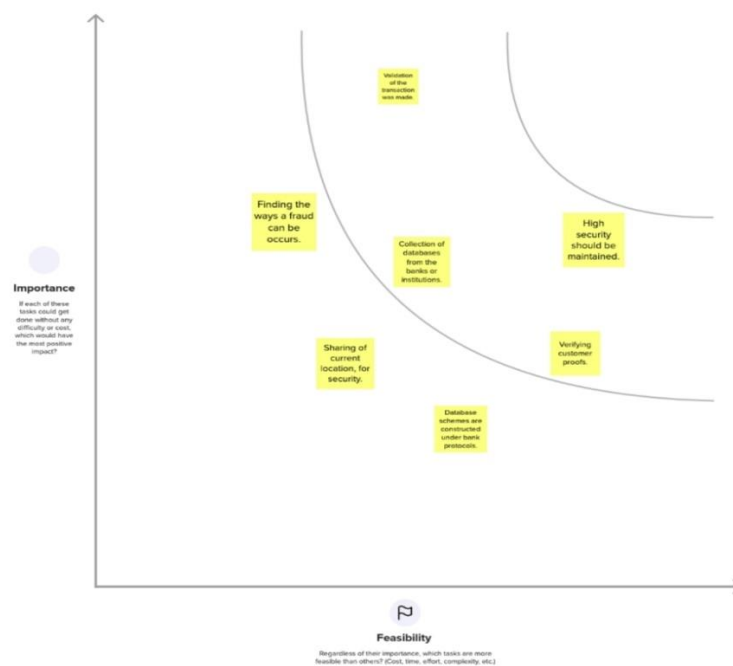 Validation
of the
transaction
was made.
Finding the
ways a fraud
can be
occurs.
High
security
should be
maintained.
Collection of
databases
from the
banks or
institutions.
Importance
If each of these
tasks could get
done without any
difficulty or cost,
which would have
the most positive
impact?
Sharing of
current
location, for
security.
Verifying
customer
proofs.
Database
schemes are
constructed
under bank
protocols.
Feasibility
Regardless of their importance, which tasks are more
feasible than others? (Cost, time, effort, complexity, etc.)